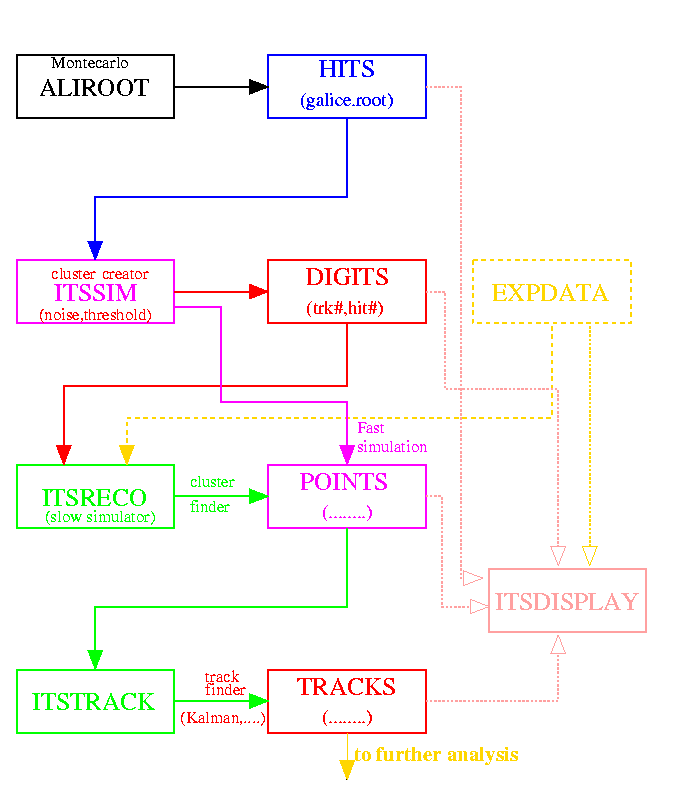 Montecarlo
ALIROOT
HITS
(galice.root)
cluster creator
ITSSIM
(noise,threshold)
DIGITS
(trk#,hit#)
EXPDATA
Fast
simulation
ITSRECO
(slow simulator)
cluster
finder
POINTS
(........)
ITSDISPLAY
ITSTRACK
track
finder
(Kalman,....)
TRACKS
(........)
to further analysis